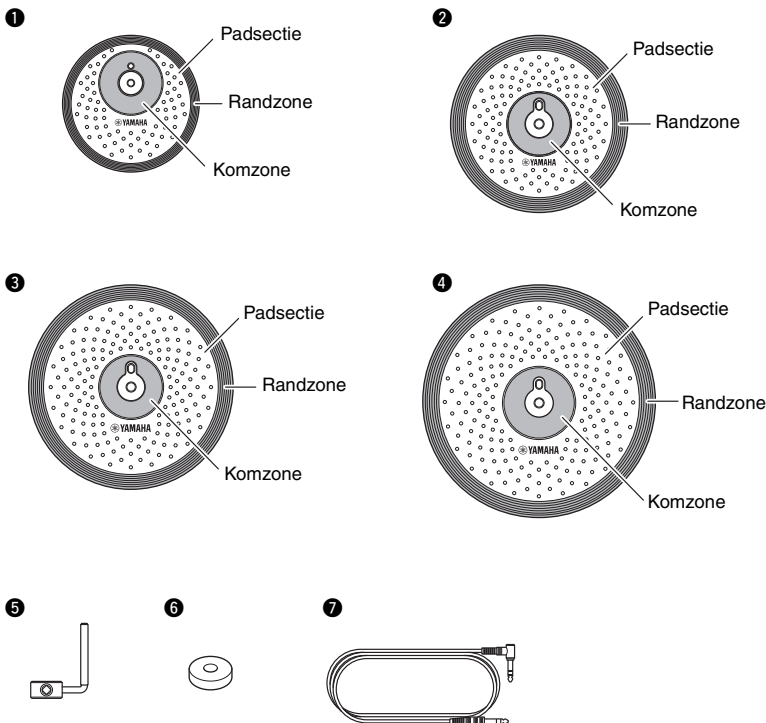 ❶
Padsectie
Randzone
YAMAHA
Komzone
❷
Padsectie
Randzone
YAMAHA
Komzone
❸
Padsectie
Randzone
YAMAHA
Komzone
❹
Padsectie
Randzone
YAMAHA
Komzone
❺ ❻ ❼